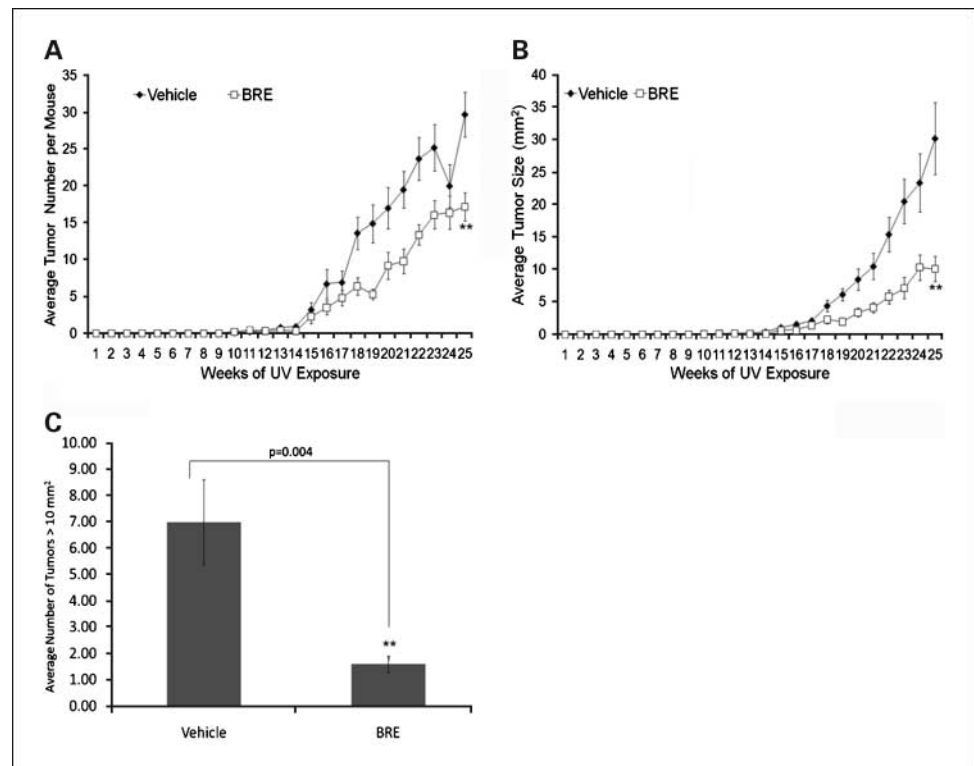 A
Average Tumor Number per Mouse
35
30
25
20
15
10
5
0
Vehicle BRE
**
1 2 3 4 5 6 7 8 9 10 11 12 13 14 15 16 17 18 19 20 21 22 23 24 25
Weeks of UV Exposure
B
Average Tumor Size (mm²)
40
35
30
25
20
15
10
5
0
Vehicle BRE
**
1 2 3 4 5 6 7 8 9 10 11 12 13 14 15 16 17 18 19 20 21 22 23 24 25
Weeks of UV Exposure
C
Average Number of Tumors > 10 mm²
10.00
9.00
8.00
7.00
6.00
5.00
4.00
3.00
2.00
1.00
0.00
p=0.004
**
Vehicle BRE